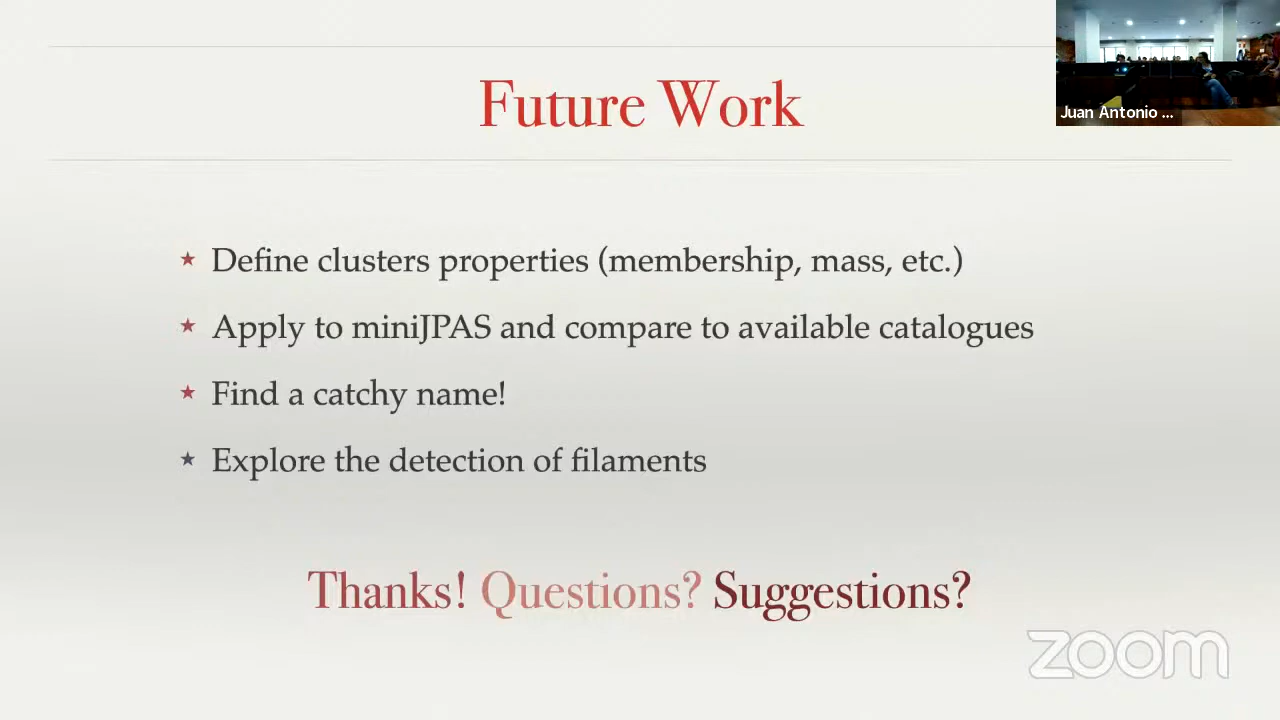 Future Work
Juan Antonio ...
Define clusters properties (membership, mass, etc.)
Apply to miniJPAS and compare to available catalogues
Find a catchy name!
Explore the detection of filaments
Thanks! Questions? Suggestions?
zoom